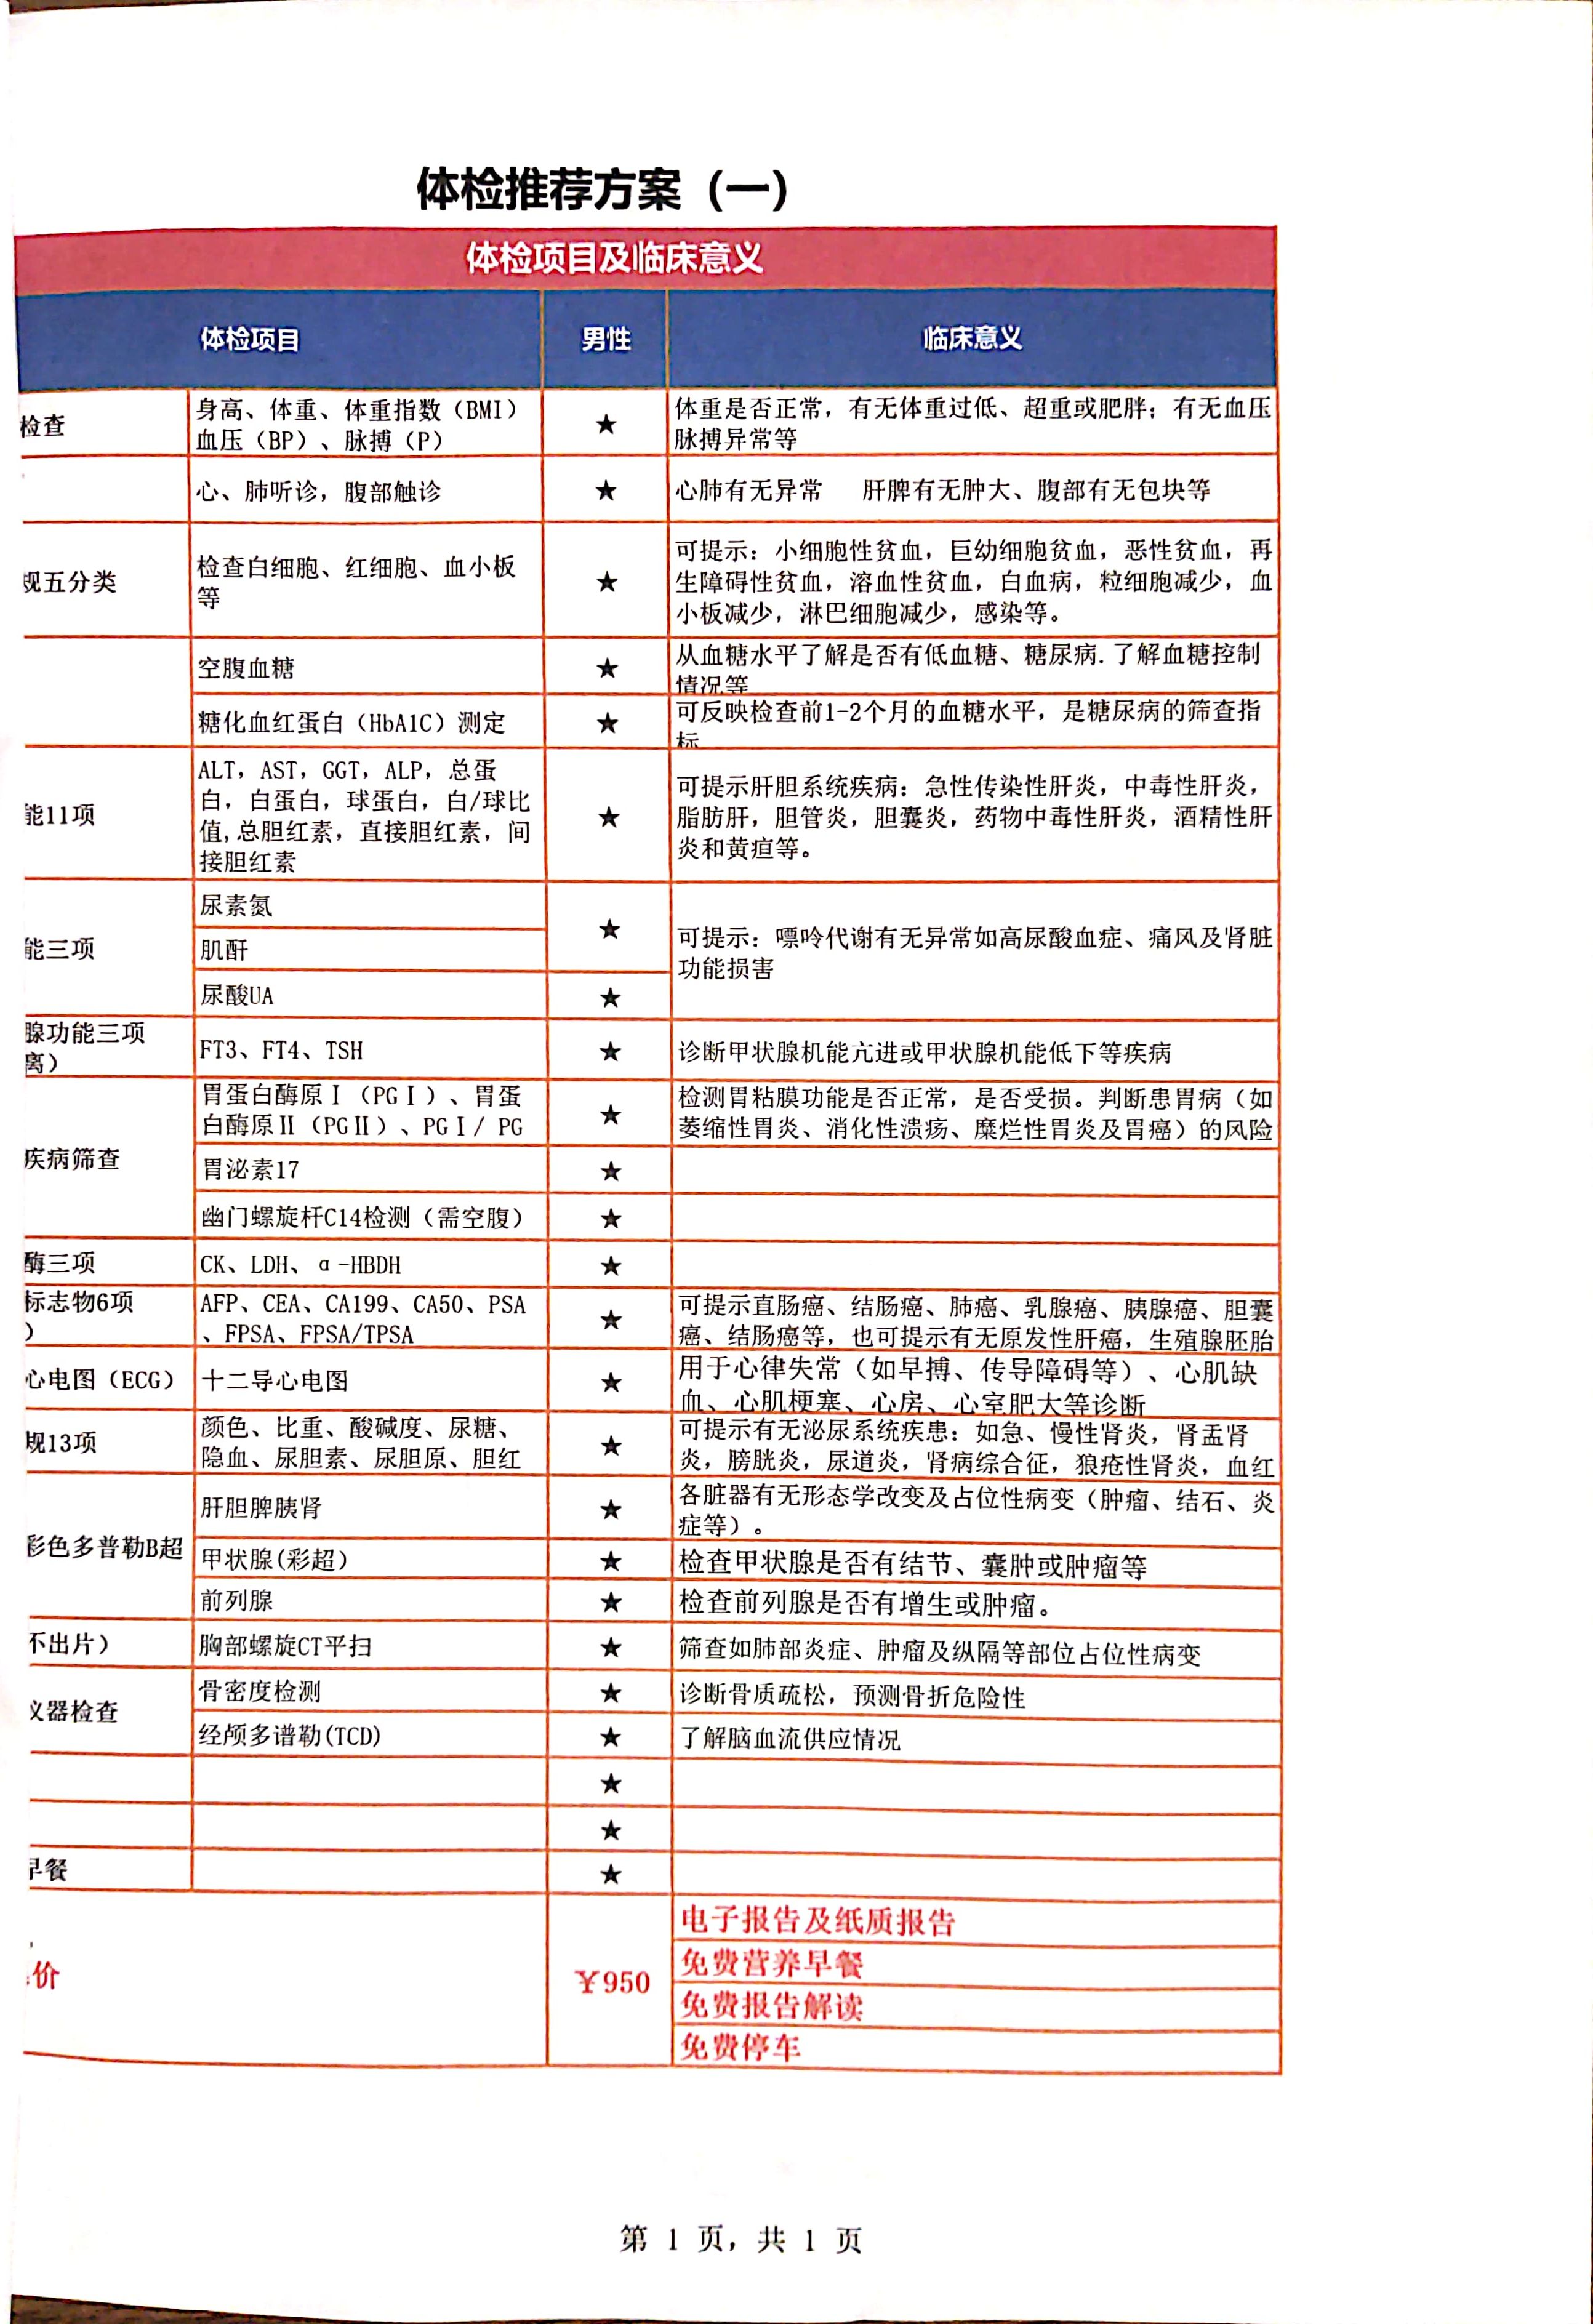 体检推荐方案（一）
体检项目及临床意义
体检项目
男性
临床意义
检查
身高、体重、体重指数（BMI）
血压（BP）、脉搏（P）
★
体重是否正常，有无体重过低、超重或肥胖；有无血压
脉搏异常等
心、肺听诊，腹部触诊
★
心肺有无异常 肝脾有无肿大、腹部有无包块等
规五分类
检查白细胞、红细胞、血小板
等
★
可提示：小细胞性贫血，巨幼细胞贫血，恶性贫血，再
生障碍性贫血，溶血性贫血，白血病，粒细胞减少，血
小板减少，淋巴细胞减少，感染等。
空腹血糖
★
从血糖水平了解是否有低血糖、糖尿病.了解血糖控制
情况等
糖化血红蛋白（HbA1C）测定
★
可反映检查前1-2个月的血糖水平，是糖尿病的筛查指
标
能11项
ALT，AST，GGT，ALP，总蛋
白，白蛋白，球蛋白，白/球比
值,总胆红素，直接胆红素，间
接胆红素
★
可提示肝胆系统疾病：急性传染性肝炎，中毒性肝炎，
脂肪肝，胆管炎，胆囊炎，药物中毒性肝炎，酒精性肝
炎和黄疸等。
能三项
尿素氮
肌酐
★
尿酸UA
★
可提示：嘌呤代谢有无异常如高尿酸血症、痛风及肾脏
功能损害
腺功能三项
离）
FT3、FT4、TSH
★
诊断甲状腺机能亢进或甲状腺机能低下等疾病
疾病筛查
胃蛋白酶原Ⅰ（PGⅠ）、胃蛋
白酶原Ⅱ（PGⅡ）、PGⅠ/ PG
★
检测胃粘膜功能是否正常，是否受损。判断患胃病（如
萎缩性胃炎、消化性溃疡、糜烂性胃炎及胃癌）的风险
胃泌素17
★
幽门螺旋杆C14检测（需空腹）
★
酶三项
CK、LDH、α-HBDH
★
标志物6项
）
AFP、CEA、CA199、CA50、PSA
、FPSA、FPSA/TPSA
★
可提示直肠癌、结肠癌、肺癌、乳腺癌、胰腺癌、胆囊
癌、结肠癌等，也可提示有无原发性肝癌，生殖腺胚胎
心电图（ECG）
十二导心电图
★
用于心律失常（如早搏、传导障碍等）、心肌缺
血、心肌梗塞、心房、心室肥大等诊断
规13项
颜色、比重、酸碱度、尿糖、
隐血、尿胆素、尿胆原、胆红
★
可提示有无泌尿系统疾患：如急、慢性肾炎，肾盂肾
炎，膀胱炎，尿道炎，肾病综合征，狼疮性肾炎，血红
彩色多普勒B超
肝胆脾胰肾
★
各脏器有无形态学改变及占位性病变（肿瘤、结石、炎
症等）。
甲状腺(彩超）
★
检查甲状腺是否有结节、囊肿或肿瘤等
前列腺
★
检查前列腺是否有增生或肿瘤。
不出片）
胸部螺旋CT平扫
★
筛查如肺部炎症、肿瘤及纵隔等部位占位性病变
仪器检查
骨密度检测
★
诊断骨质疏松，预测骨折危险性
经颅多谱勒(TCD)
★
了解脑血流供应情况
★
★
早餐
★
价
￥950
电子报告及纸质报告
免费营养早餐
免费报告解读
免费停车
第 1 页，共 1 页